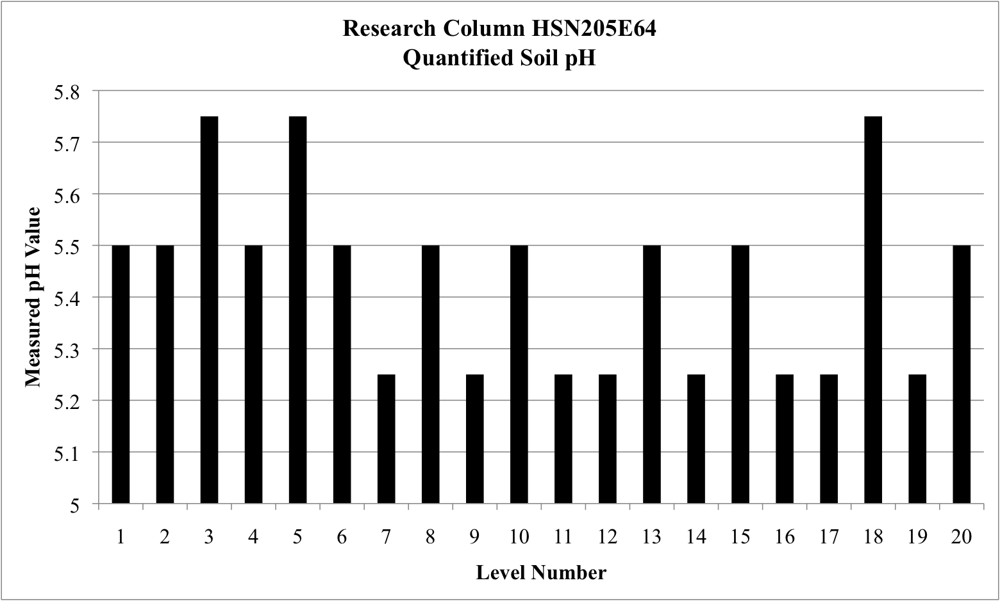 Research Column HSN205E64
Quantified Soil pH
5.8
5.7
5.6
5.5
5.4
5.3
5.2
5.1
5
Measured pH Value
1 2 3 4 5 6 7 8 9 10 11 12 13 14 15 16 17 18 19 20
Level Number